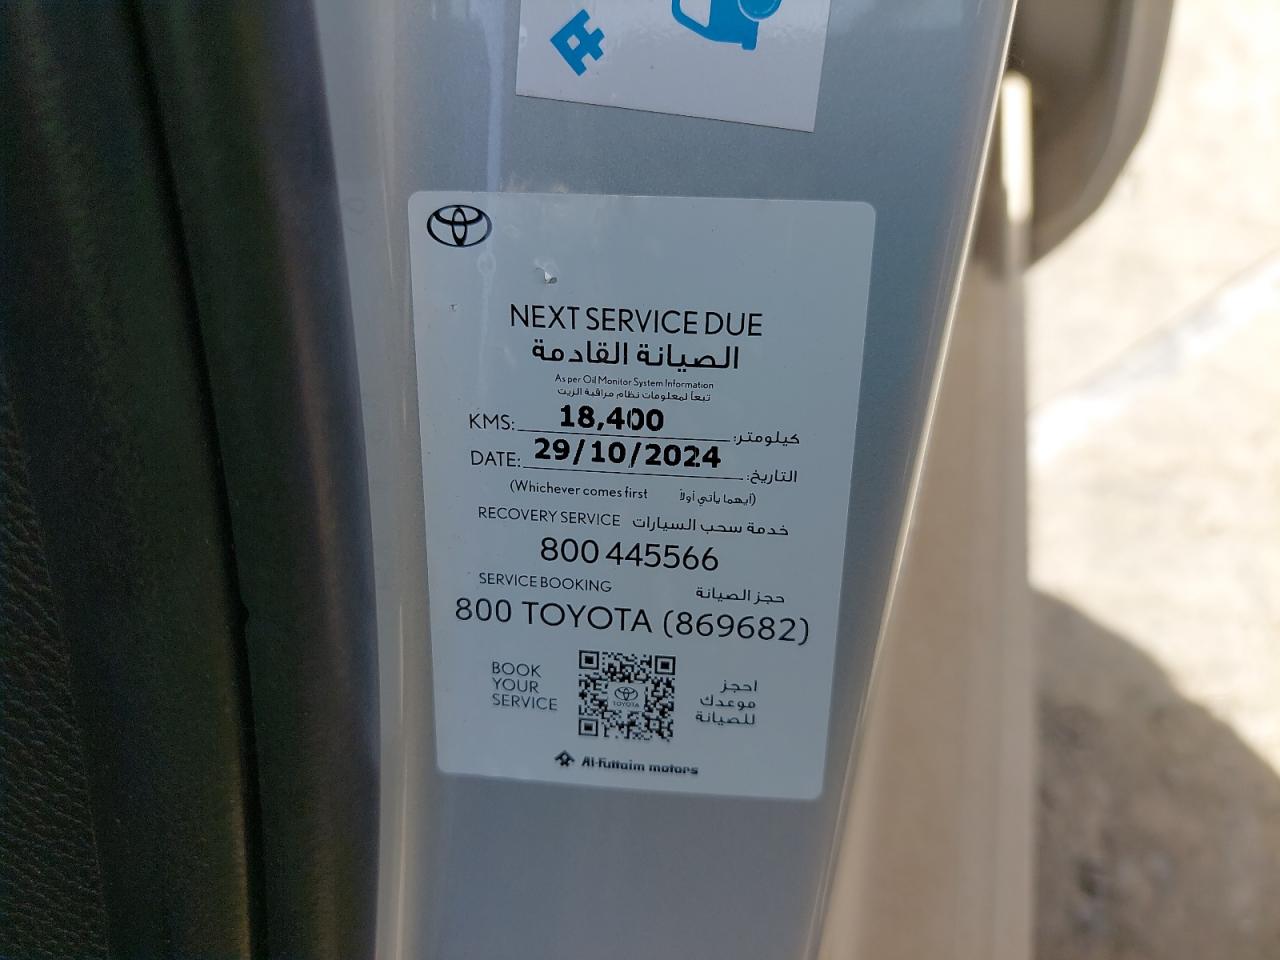 NEXT SERVICE DUE
الصيانة القادمة
As per Oil Monitor System Information
تبعاً لمعلومات نظام مراقبة الزيت
KMS: 18,400 كيلومتر:
DATE: 29/10/2024 التاريخ:
(Whichever comes first أيهما يأتي أولاً)
RECOVERY SERVICE خدمة سحب السيارات
800 445566
SERVICE BOOKING حجز الصيانة
800 TOYOTA (869682)
BOOK احجز
YOUR موعدك
SERVICE للصيانة
TOYOTA
Al-Futtaim motors